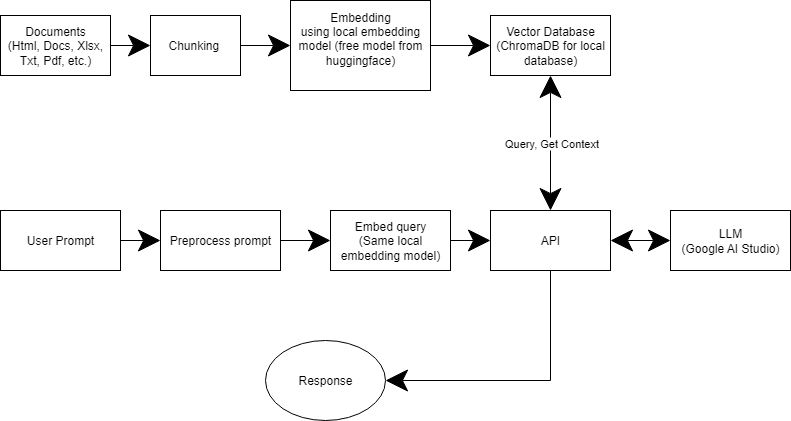 Documents
(Html, Docs, Xlsx,
Txt, Pdf, etc.)
Chunking
Embedding
using local embedding
model (free model from
huggingface)
Vector Database
(ChromaDB for local
database)
Query, Get Context
User Prompt
Preprocess prompt
Embed query
(Same local
embedding model)
API
LLM
(Google AI Studio)
Response